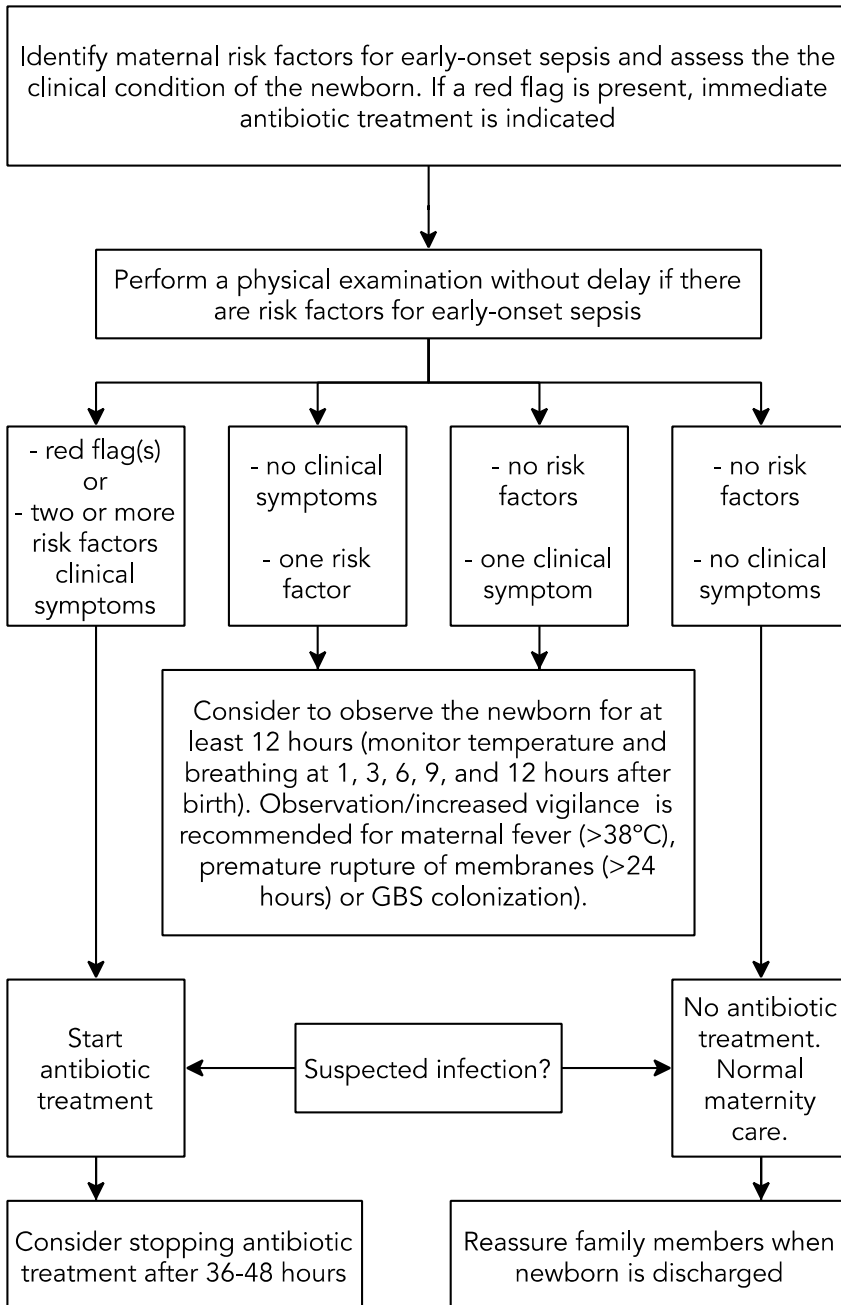 Identify maternal risk factors for early-onset sepsis and assess the the
clinical condition of the newborn. If a red flag is present, immediate
antibiotic treatment is indicated
Perform a physical examination without delay if there
are risk factors for early-onset sepsis
- red flag(s)
or
- two or more
risk factors
clinical
symptoms
- no clinical
symptoms
- one risk
factor
- no risk
factors
- one clinical
symptom
- no risk
factors
- no clinical
symptoms
Consider to observe the newborn for at
least 12 hours (monitor temperature and
breathing at 1, 3, 6, 9, and 12 hours after
birth). Observation/increased vigilance is
recommended for maternal fever (>38ºC),
premature rupture of membranes (>24
hours) or GBS colonization).
Start
antibiotic
treatment
Suspected infection?
No antibiotic
treatment.
Normal
maternity
care.
Consider stopping antibiotic
treatment after 36-48 hours
Reassure family members when
newborn is discharged